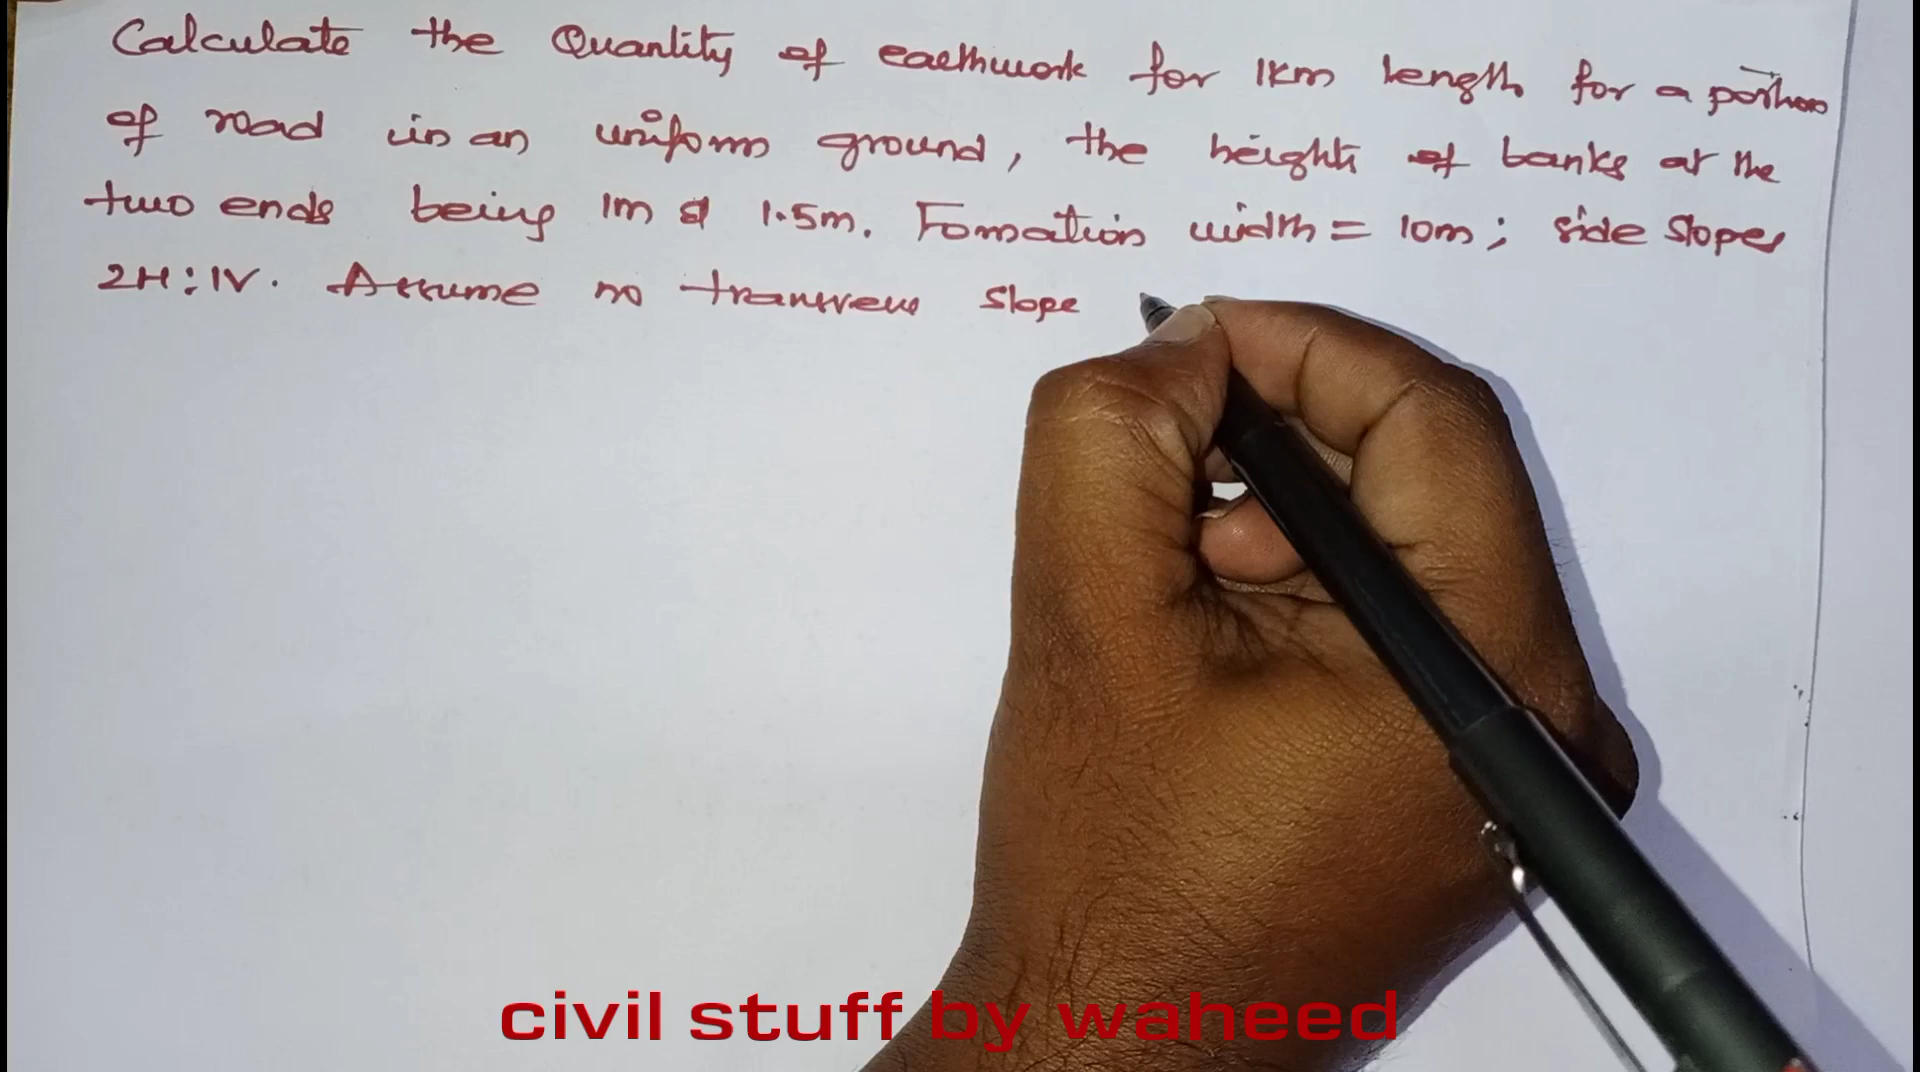 Calculate the Quantity of earthwork for 1km length for a portion
of road in an uniform ground, the heights of banks at the
two ends being 1m & 1.5m. Formation width = 10m; side slopes
2H:1V. Assume no transverse slope
civil stuff by waheed